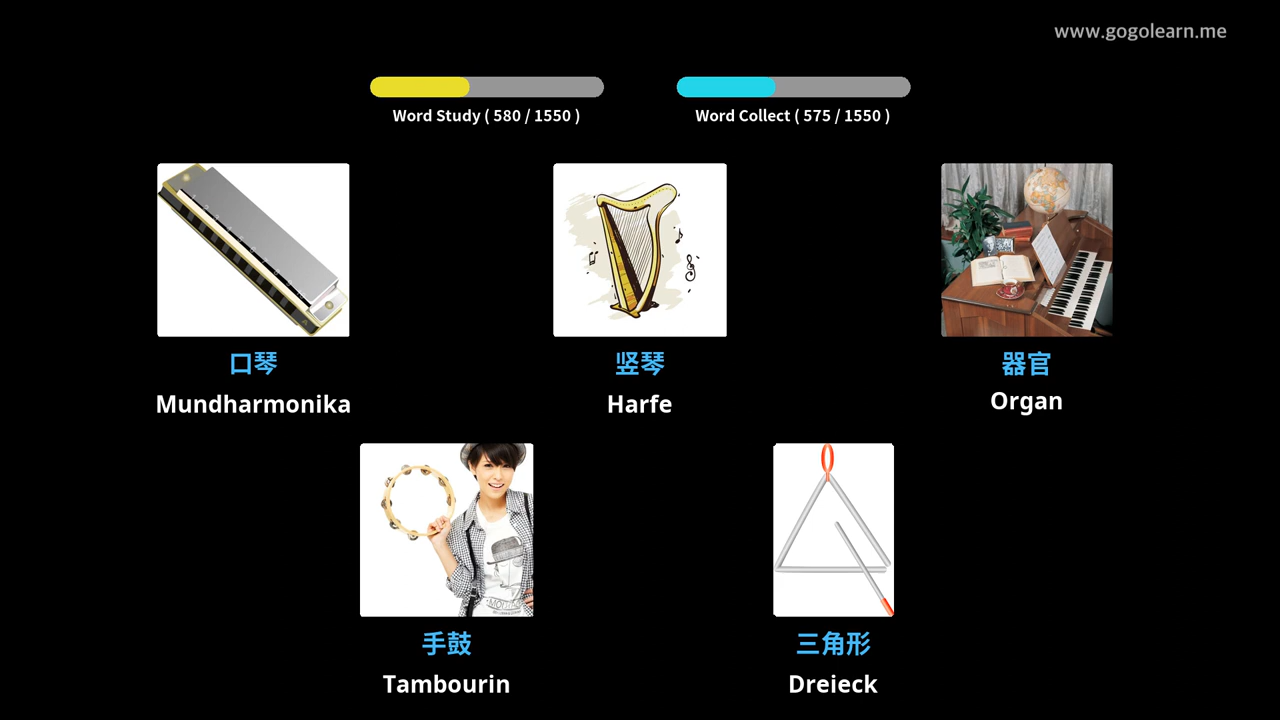 www.gogolearn.me
Word Study ( 580 / 1550 )
Word Collect ( 575 / 1550 )
口琴
Mundharmonika
竖琴
Harfe
器官
Organ
手鼓
Tambourin
三角形
Dreieck